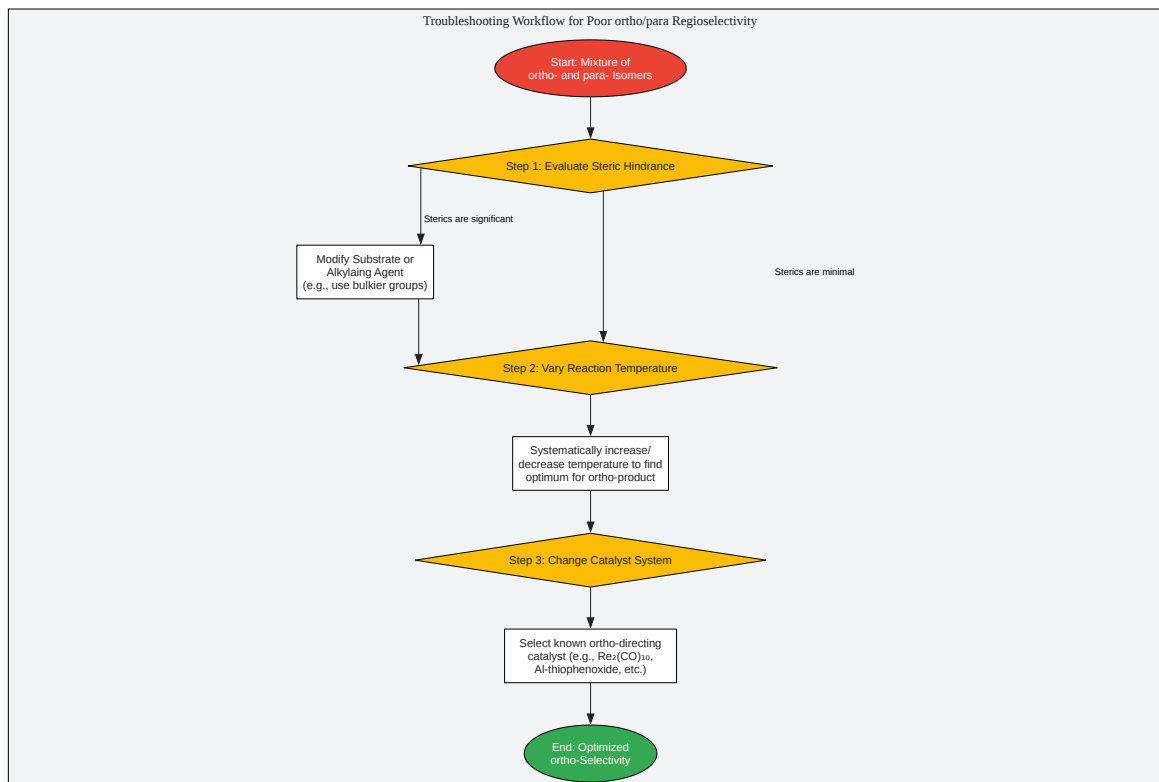 Troubleshooting Workflow for Poor ortho/para Regioselectivity
Start: Mixture of
ortho- and para- Isomers
Step 1: Evaluate Steric Hindrance
Sterics are significant
Modify Substrate or
Alkylaing Agent
(e.g., use bulkier groups)
Sterics are minimal
Step 2: Vary Reaction Temperature
Systematically increase/
decrease temperature to find
optimum for ortho-product
Step 3: Change Catalyst System
Select known ortho-directing
catalyst (e.g., Re₂(CO)₁₀,
Al-thiophenoxide, etc.)
End: Optimized
ortho-Selectivity